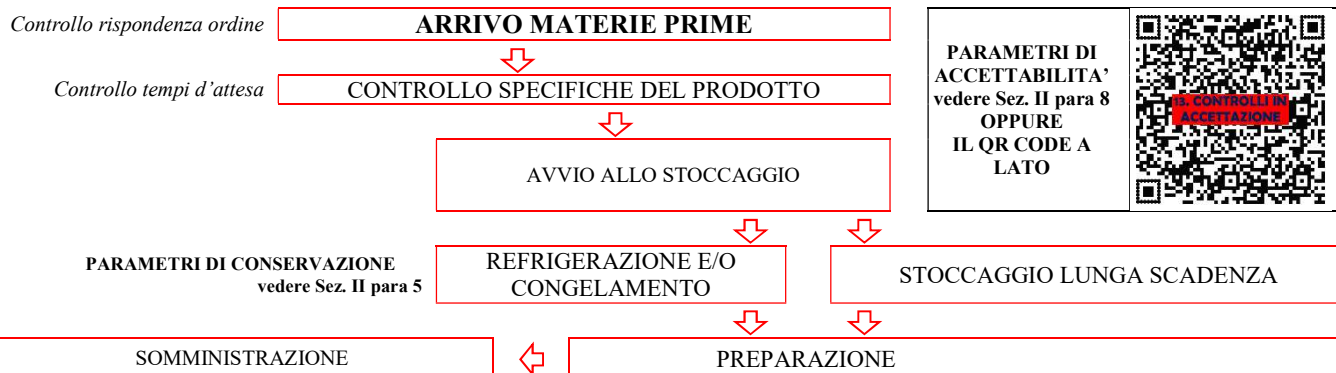 Controllo rispondenza ordine
ARRIVO MATERIE PRIME
Controllo tempi d’attesa
CONTROLLO SPECIFICHE DEL PRODOTTO
PARAMETRI DI
ACCETTABILITA’
vedere Sez. II para 8
OPPURE
IL QR CODE A
LATO
13. CONTROLLI IN
ACCETTAZIONE
AVVIO ALLO STOCCAGGIO
PARAMETRI DI CONSERVAZIONE
vedere Sez. II para 5
REFRIGERAZIONE E/O
CONGELAMENTO
STOCCAGGIO LUNGA SCADENZA
SOMMINISTRAZIONE
PREPARAZIONE